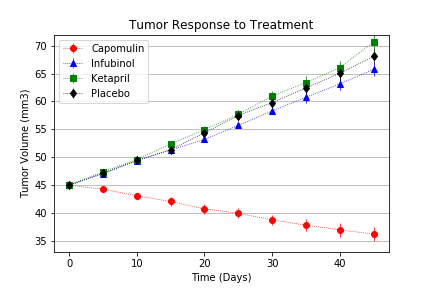 Tumor Response to Treatment
Capomulin
Infubinol
Ketapril
Placebo
Tumor Volume (mm3)
70
65
60
55
50
45
40
35
0 10 20 30 40
Time (Days)